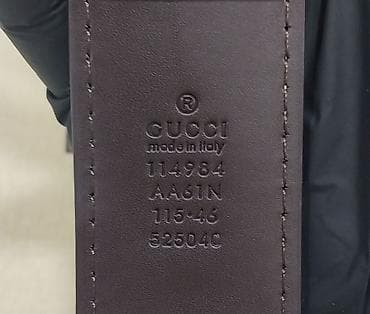 ®
GUCCI
made in italy
114984
AA61N
115·46
52504C